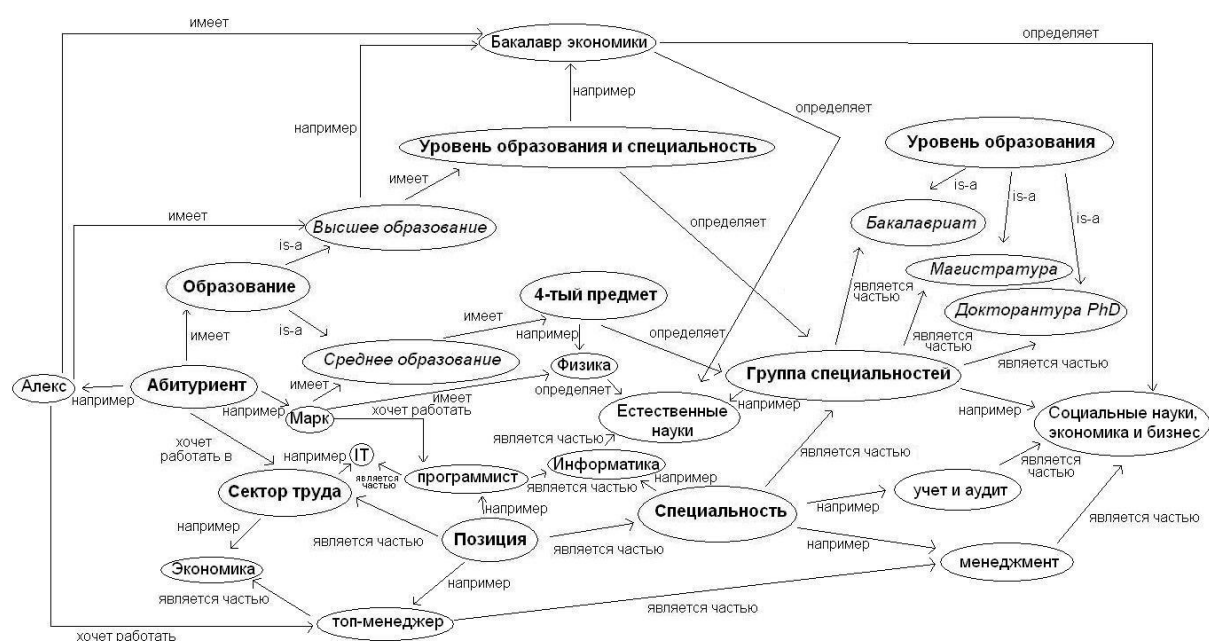 имеет
Бакалавр экономики
определяет
например
определяет
например
Уровень образования и специальность
Уровень образования
имеет
is-a
is-a
имеет
Высшее образование
определяет
Бакалавриат
is-a
is-a
Образование
4-тый предмет
Магистратура
имеет
является
частью
Докторантура PhD
is-a
например
определяет
имеет
Среднее образование
является
частью
является частью
Алекс
Абитуриент
имеет
Физика
Группа специальностей
например
например
Марк
имеет
определяет
хочет работать
Естественные
науки
например
например
Социальные науки,
экономика и бизнес
хочет
работать в
является частью
например
IT
Информатика
является частью
является
частью
Сектор труда
является
частью
программист
является частью
например
учет и аудит
например
Специальность
например
например
Позиция
является частью
является частью
например
менеджмент
Экономика
например
является частью
является частью
топ-менеджер
хочет работать